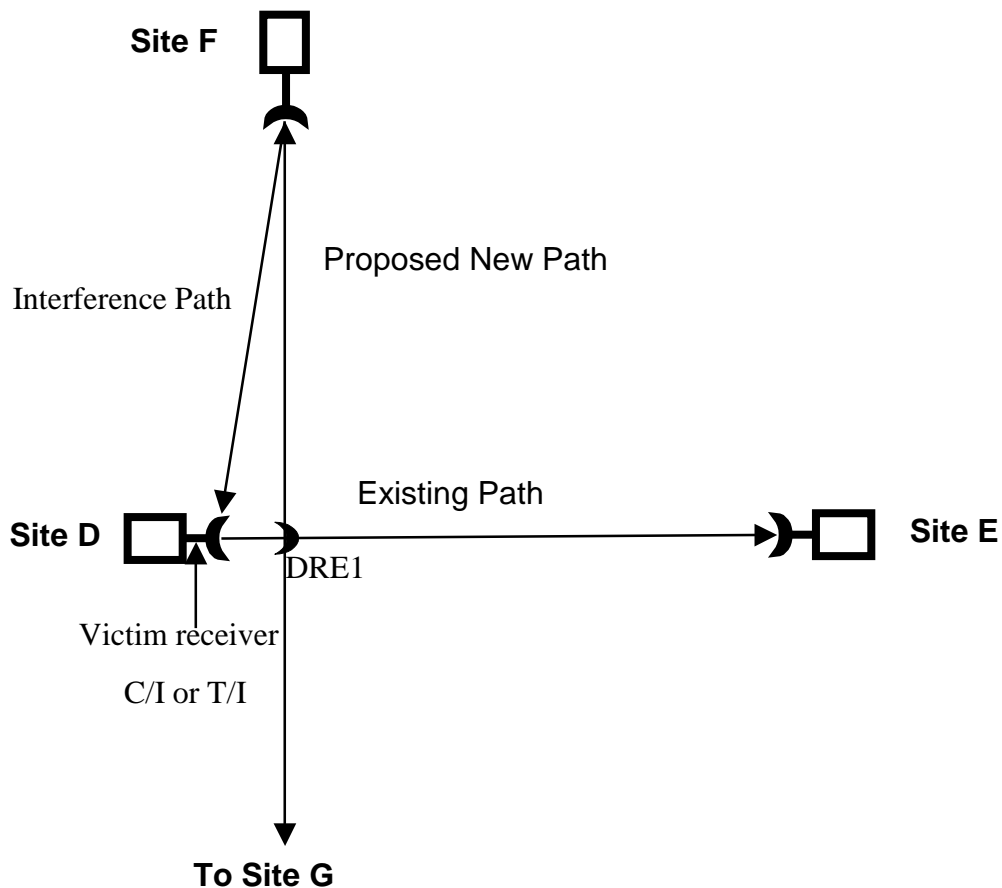 Site F
Proposed New Path
Interference Path
Existing Path
Site D
Site E
DRE1
Victim receiver
C/I or T/I
To Site G